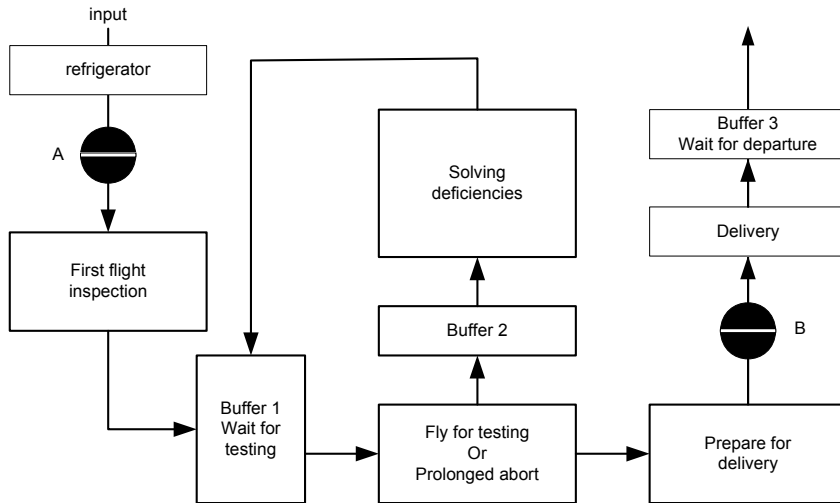 input
refrigerator
A
First flight
inspection
Buffer 1
Wait for
testing
Solving
deficiencies
Buffer 2
Fly for testing
Or
Prolonged abort
Buffer 3
Wait for departure
Delivery
B
Prepare for
delivery